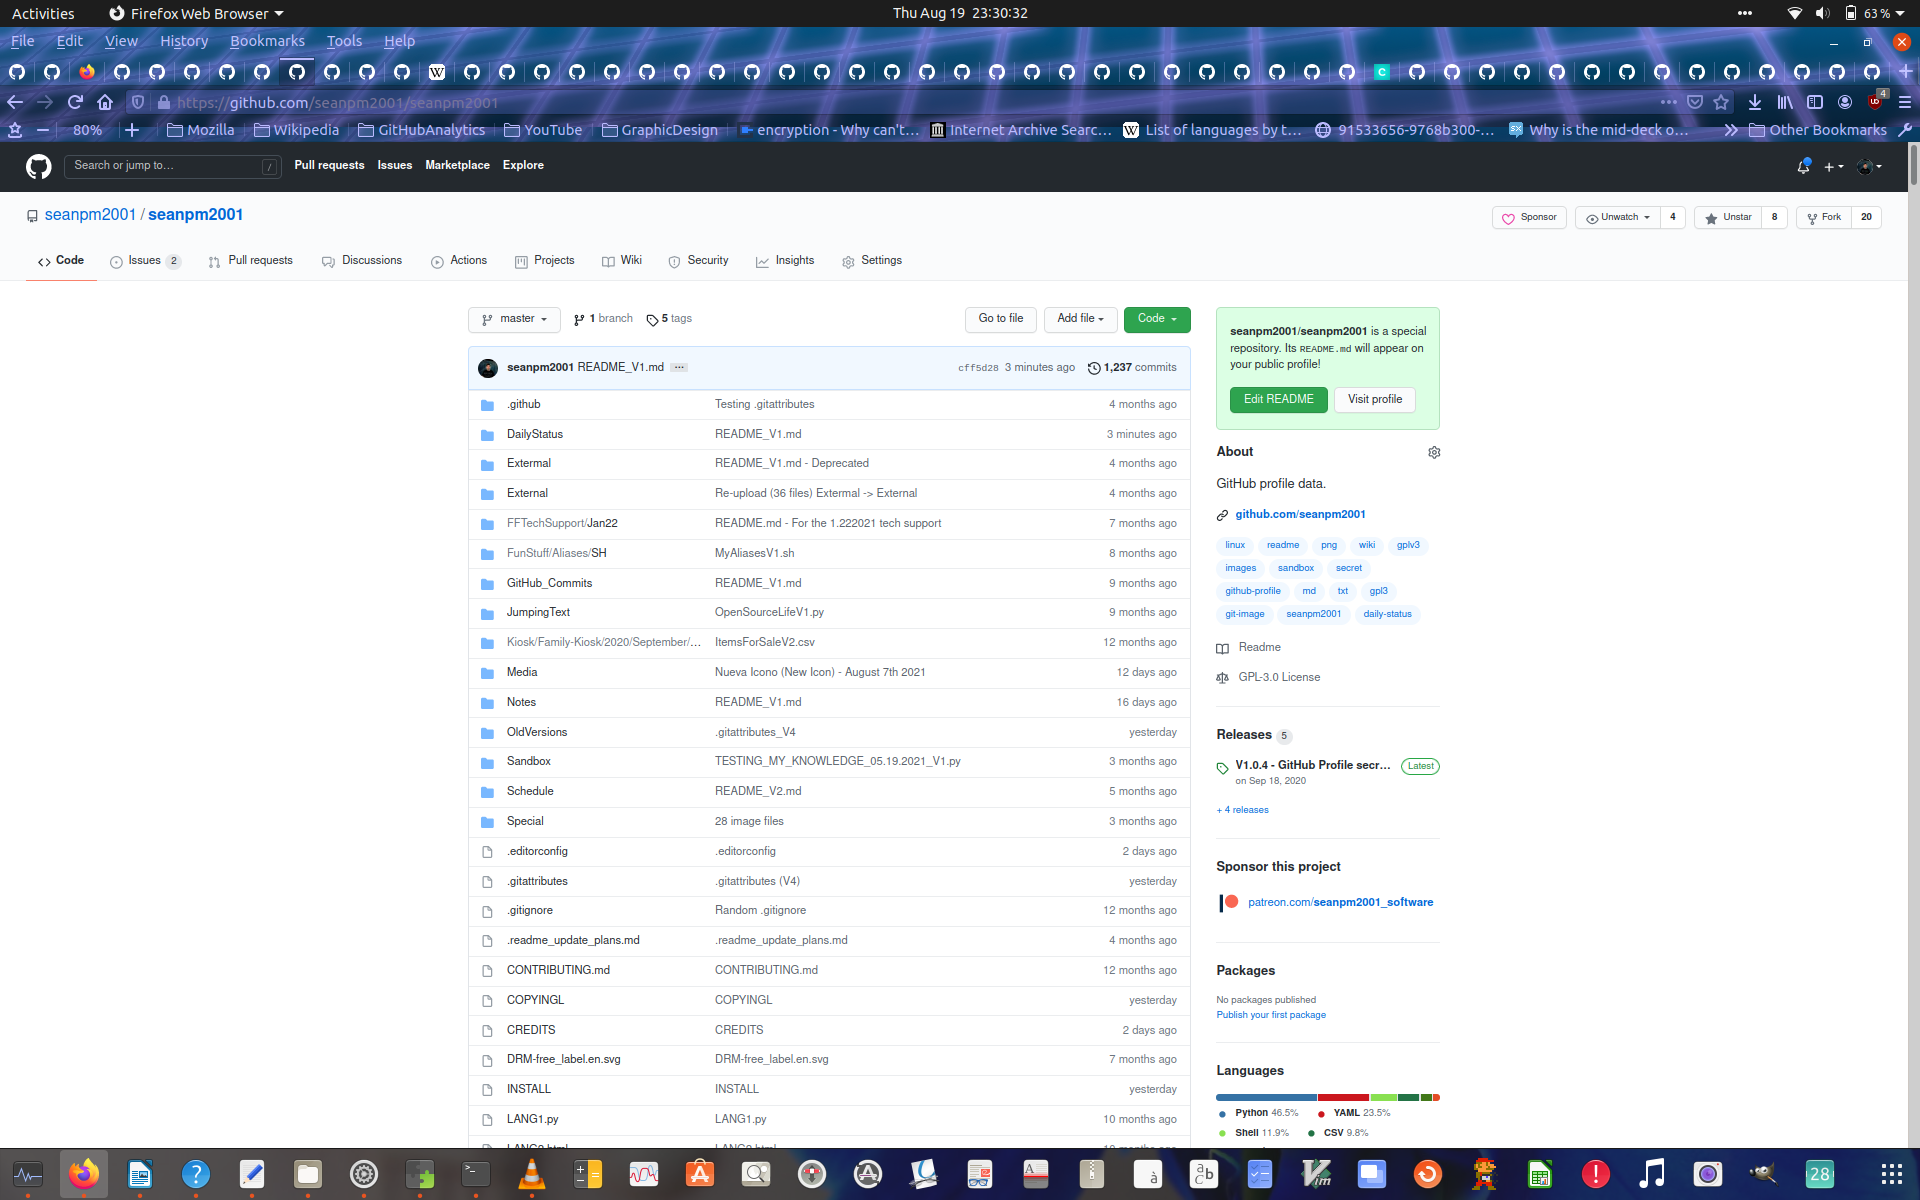 Activities Firefox Web Browser Thu Aug 19 23:30:32 63 %
File Edit View History Bookmarks Tools Help
https://github.com/seanpm2001/seanpm2001 4
80% Mozilla Wikipedia GitHubAnalytics YouTube GraphicDesign encryption - Why can't… Internet Archive Searc… List of languages by t… 91533656-9768b300-… Why is the mid-deck o… Other Bookmarks
Search or jump to… / Pull requests Issues Marketplace Explore
seanpm2001 / seanpm2001 Sponsor Unwatch 4 Unstar 8 Fork 20
Code Issues 2 Pull requests Discussions Actions Projects Wiki Security Insights Settings
master 1 branch 5 tags Go to file Add file Code
seanpm2001 README_V1.md ... cff5d28 3 minutes ago 1,237 commits
.github Testing .gitattributes 4 months ago
DailyStatus README_V1.md 3 minutes ago
Extermal README_V1.md - Deprecated 4 months ago
External Re-upload (36 files) Extermal -> External 4 months ago
FFTechSupport/Jan22 README.md - For the 1.222021 tech support 7 months ago
FunStuff/Aliases/SH MyAliasesV1.sh 8 months ago
GitHub_Commits README_V1.md 9 months ago
JumpingText OpenSourceLifeV1.py 9 months ago
Kiosk/Family-Kiosk/2020/September/… ItemsForSaleV2.csv 12 months ago
Media Nueva Icono (New Icon) - August 7th 2021 12 days ago
Notes README_V1.md 16 days ago
OldVersions .gitattributes_V4 yesterday
Sandbox TESTING_MY_KNOWLEDGE_05.19.2021_V1.py 3 months ago
Schedule README_V2.md 5 months ago
Special 28 image files 3 months ago
.editorconfig .editorconfig 2 days ago
.gitattributes .gitattributes (V4) yesterday
.gitignore Random .gitignore 12 months ago
.readme_update_plans.md .readme_update_plans.md 4 months ago
CONTRIBUTING.md CONTRIBUTING.md 12 months ago
COPYINGL COPYINGL yesterday
CREDITS CREDITS 2 days ago
DRM-free_label.en.svg DRM-free_label.en.svg 7 months ago
INSTALL INSTALL yesterday
LANG1.py LANG1.py 10 months ago
seanpm2001/seanpm2001 is a special
repository. Its README.md will appear on
your public profile!
Edit README Visit profile
About
GitHub profile data.
github.com/seanpm2001
linux readme png wiki gplv3
images sandbox secret
github-profile md txt gpl3
git-image seanpm2001 daily-status
Readme
GPL-3.0 License
Releases 5
V1.0.4 - GitHub Profile secr... Latest
on Sep 18, 2020
+ 4 releases
Sponsor this project
patreon.com/seanpm2001_software
Packages
No packages published
Publish your first package
Languages
Python 46.5% YAML 23.5%
Shell 11.9% CSV 9.8%
28